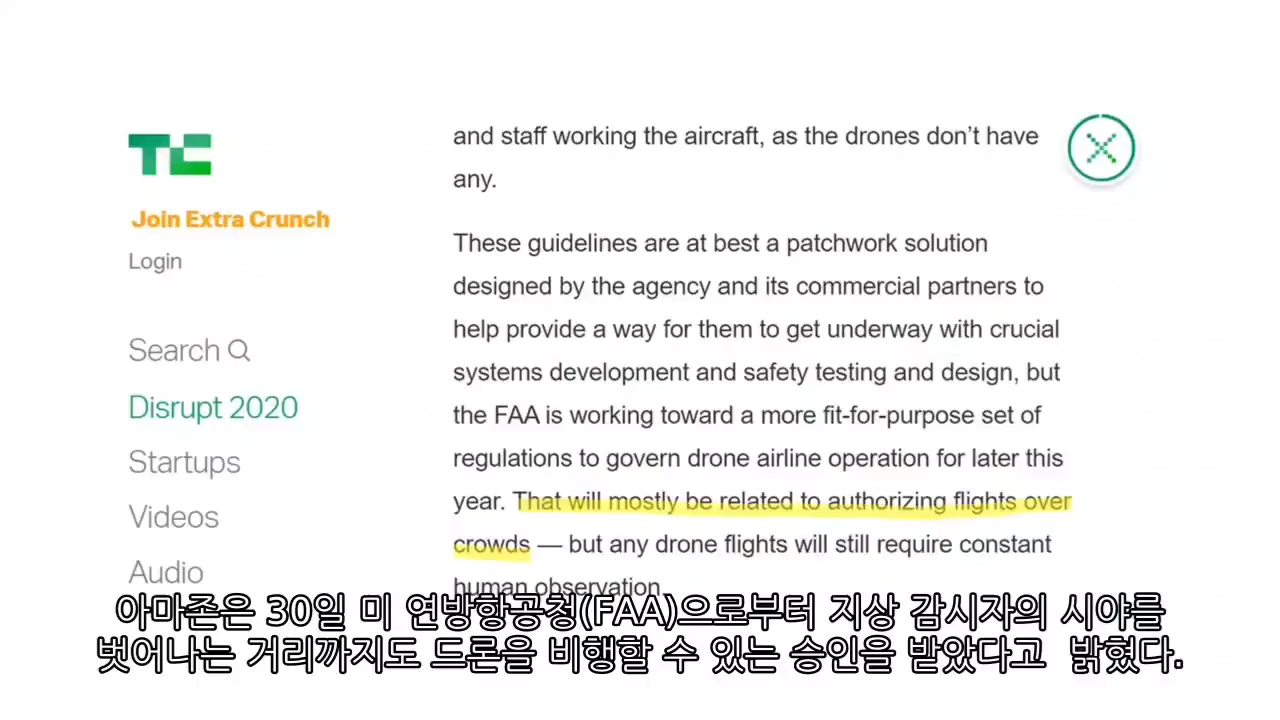 TC
Join Extra Crunch
Login
Search
Disrupt 2020
Startups
Videos
Audio
and staff working the aircraft, as the drones don’t have
any.
These guidelines are at best a patchwork solution
designed by the agency and its commercial partners to
help provide a way for them to get underway with crucial
systems development and safety testing and design, but
the FAA is working toward a more fit-for-purpose set of
regulations to govern drone airline operation for later this
year. That will mostly be related to authorizing flights over
crowds — but any drone flights will still require constant
human observation.
아마존은 30일 미 연방항공청(FAA)으로부터 지상 감시자의 시야를
벗어나는 거리까지도 드론을 비행할 수 있는 승인을 받았다고 밝혔다.